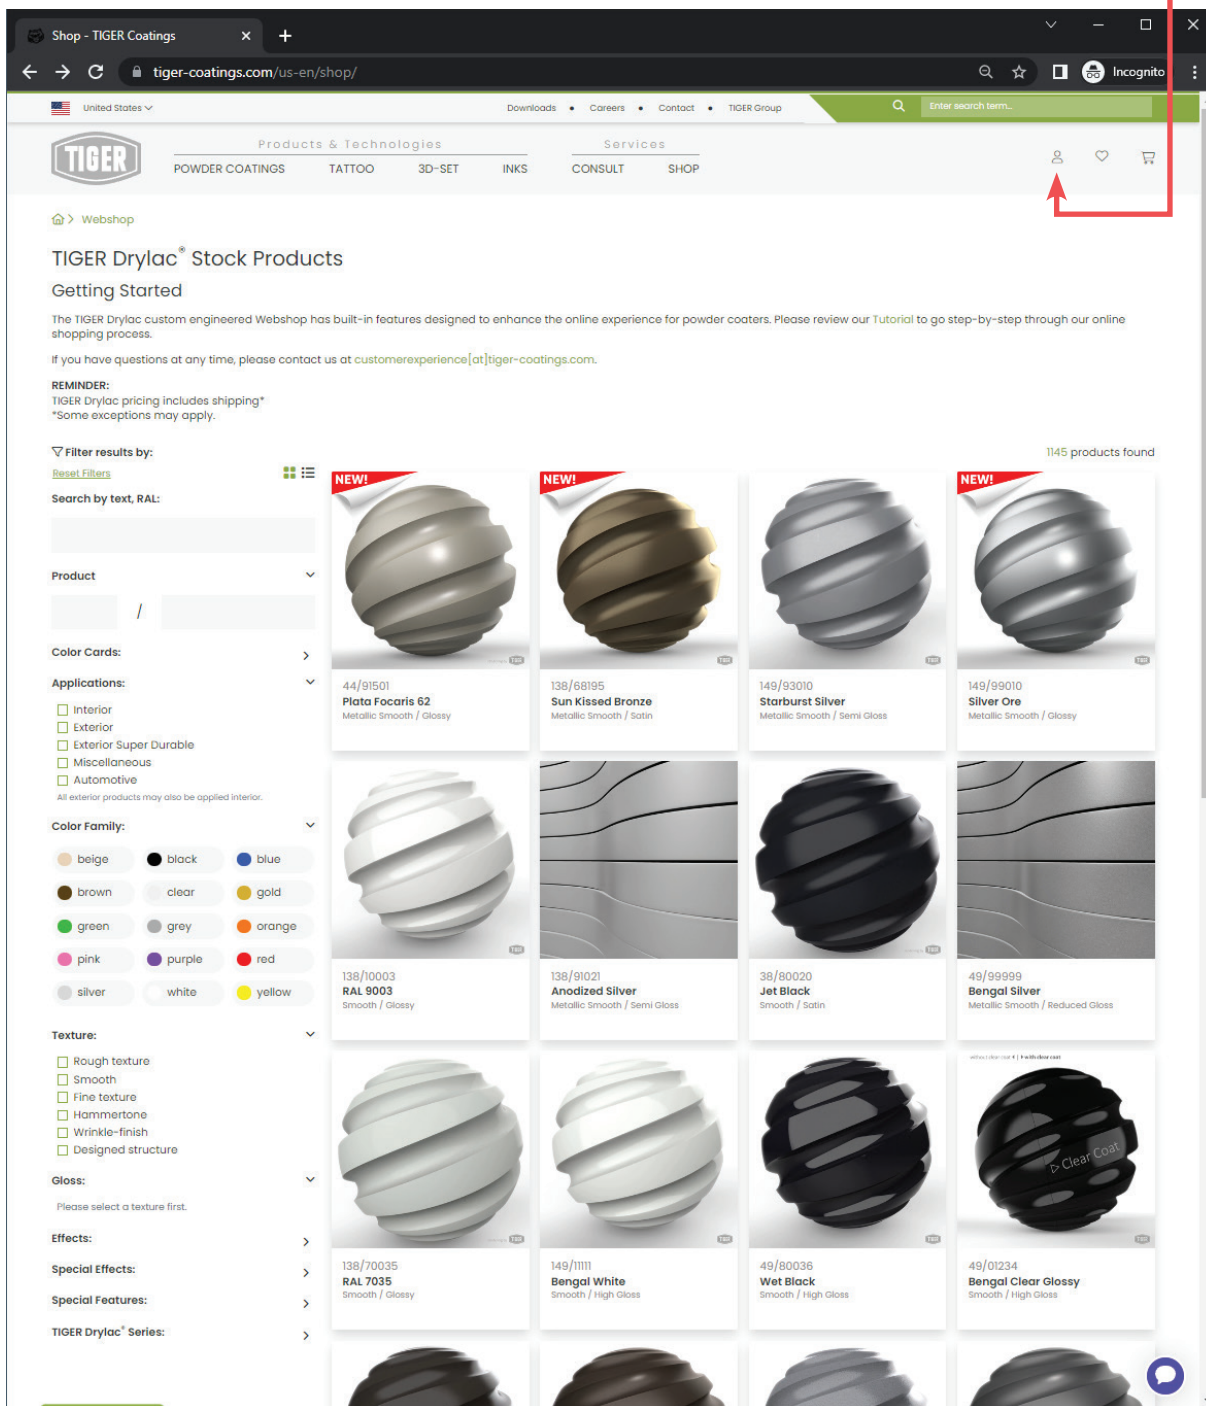 Shop - TIGER Coatings
tiger-coatings.com/us-en/shop/
Incognito
United States
Downloads • Careers • Contact • TIGER Group
Enter search term...
TIGER
Products & Technologies
Services
POWDER COATINGS TATTOO 3D-SET INKS CONSULT SHOP
Webshop
TIGER Drylac® Stock Products
Getting Started
The TIGER Drylac custom engineered Webshop has built-in features designed to enhance the online experience for powder coaters. Please review our Tutorial to go step-by-step through our online
shopping process.
If you have questions at any time, please contact us at customerexperience[at]tiger-coatings.com.
REMINDER:
TIGER Drylac pricing includes shipping*
*Some exceptions may apply.
Filter results by:
1145 products found
Reset Filters
Search by text, RAL:
Product
/
Color Cards:
Applications:
Interior
Exterior
Exterior Super Durable
Miscellaneous
Automotive
All exterior products may also be applied interior.
Color Family:
beige black blue
brown clear gold
green grey orange
pink purple red
silver white yellow
Texture:
Rough texture
Smooth
Fine texture
Hammertone
Wrinkle-finish
Designed structure
Gloss:
Please select a texture first.
Effects:
Special Effects:
Special Features:
TIGER Drylac® Series:
NEW!
44/91501
Plata Focaris 62
Metallic Smooth / Glossy
NEW!
138/68195
Sun Kissed Bronze
Metallic Smooth / Satin
149/93010
Starburst Silver
Metallic Smooth / Semi Gloss
NEW!
149/99010
Silver Ore
Metallic Smooth / Glossy
138/10003
RAL 9003
Smooth / Glossy
138/91021
Anodized Silver
Metallic Smooth / Semi Gloss
38/80020
Jet Black
Smooth / Satin
49/99999
Bengal Silver
Metallic Smooth / Reduced Gloss
138/70035
RAL 7035
Smooth / Glossy
149/11111
Bengal White
Smooth / High Gloss
49/80036
Wet Black
Smooth / High Gloss
without clear coat | with clear coat
Clear Coat
49/01234
Bengal Clear Glossy
Smooth / High Gloss